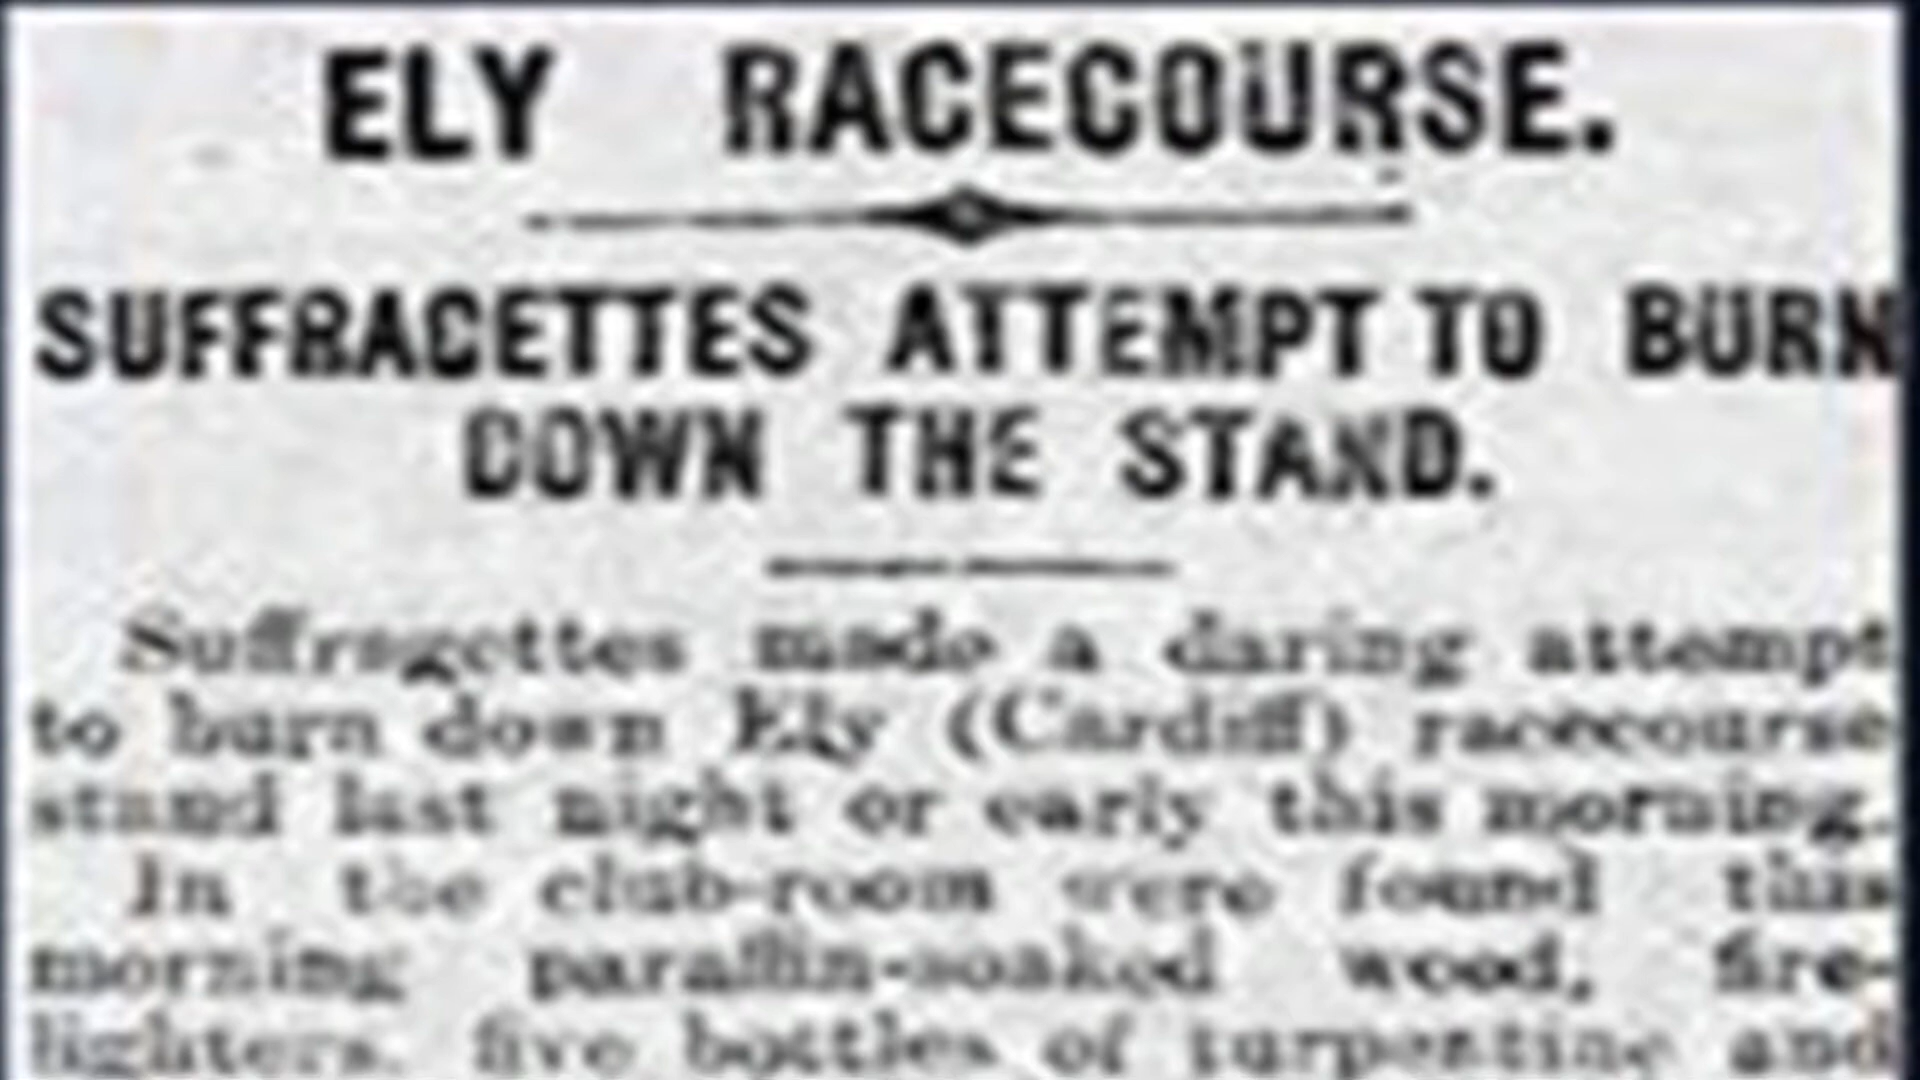 ELY RACECOURSE.
SUFFRAGETTES ATTEMPT TO BURN
DOWN THE STAND.
Suffragettes made a daring attempt
to burn down Ely (Cardiff) racecourse
stand last night or early this morning.
In the club-room were found this
morning paraffin-soaked wood, fire-
lighters, five bottles of turpentine and